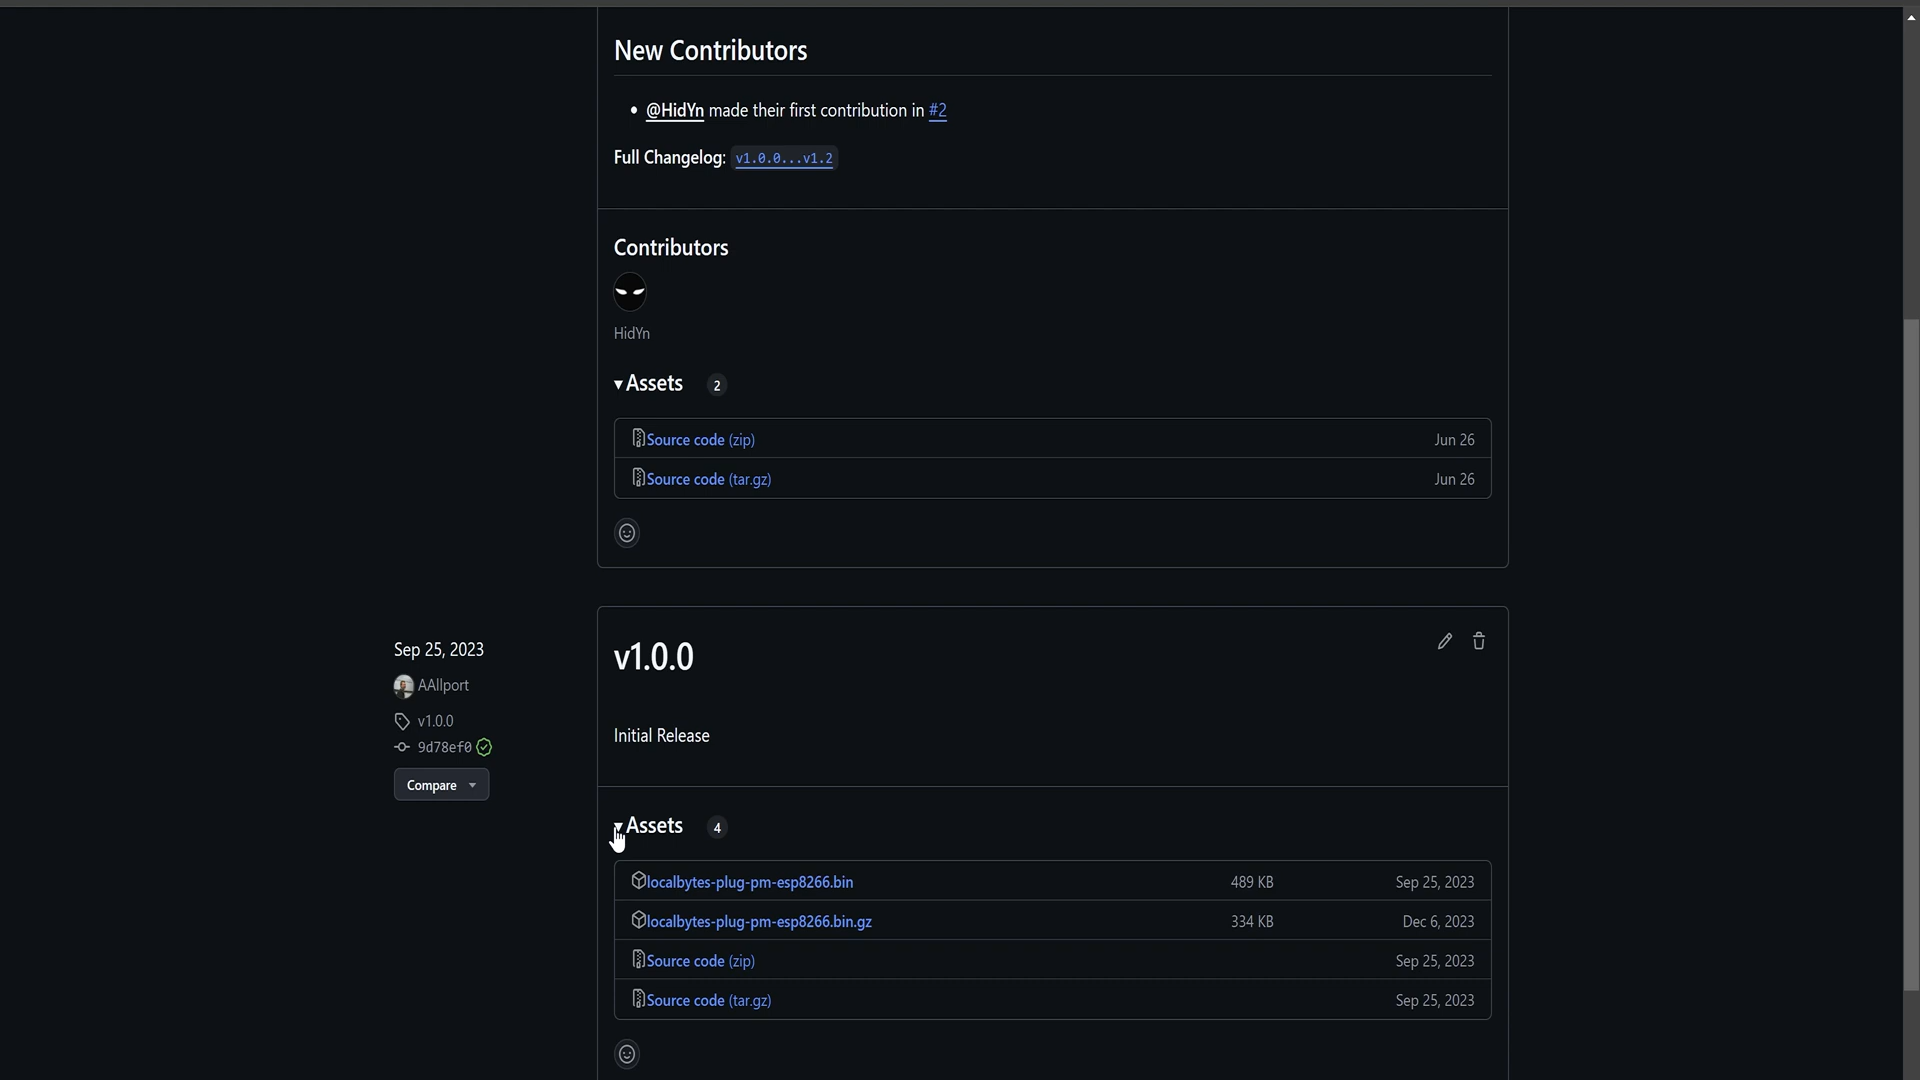 New Contributors
@HidYn made their first contribution in #2
Full Changelog: v1.0.0...v1.2
Contributors
HidYn
Assets 2
Source code (zip) Jun 26
Source code (tar.gz) Jun 26
Sep 25, 2023
AAllport
v1.0.0
9d78ef0
Compare
v1.0.0
Initial Release
Assets 4
localbytes-plug-pm-esp8266.bin 489 KB Sep 25, 2023
localbytes-plug-pm-esp8266.bin.gz 334 KB Dec 6, 2023
Source code (zip) Sep 25, 2023
Source code (tar.gz) Sep 25, 2023